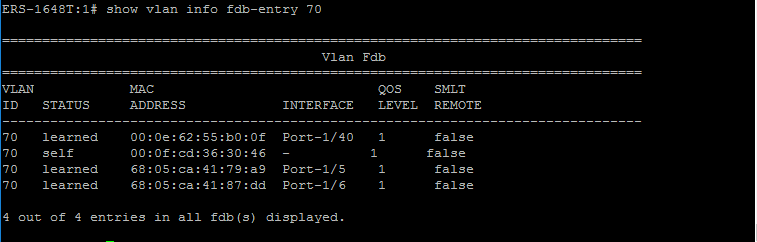 ERS-1648T:1# show vlan info fdb-entry 70
================================================================================
Vlan Fdb
================================================================================
VLAN MAC QOS SMLT
ID STATUS ADDRESS INTERFACE LEVEL REMOTE
--------------------------------------------------------------------------------
70 learned 00:0e:62:55:b0:0f Port-1/40 1 false
70 self 00:0f:cd:36:30:46 - 1 false
70 learned 68:05:ca:41:79:a9 Port-1/5 1 false
70 learned 68:05:ca:41:87:dd Port-1/6 1 false
4 out of 4 entries in all fdb(s) displayed.